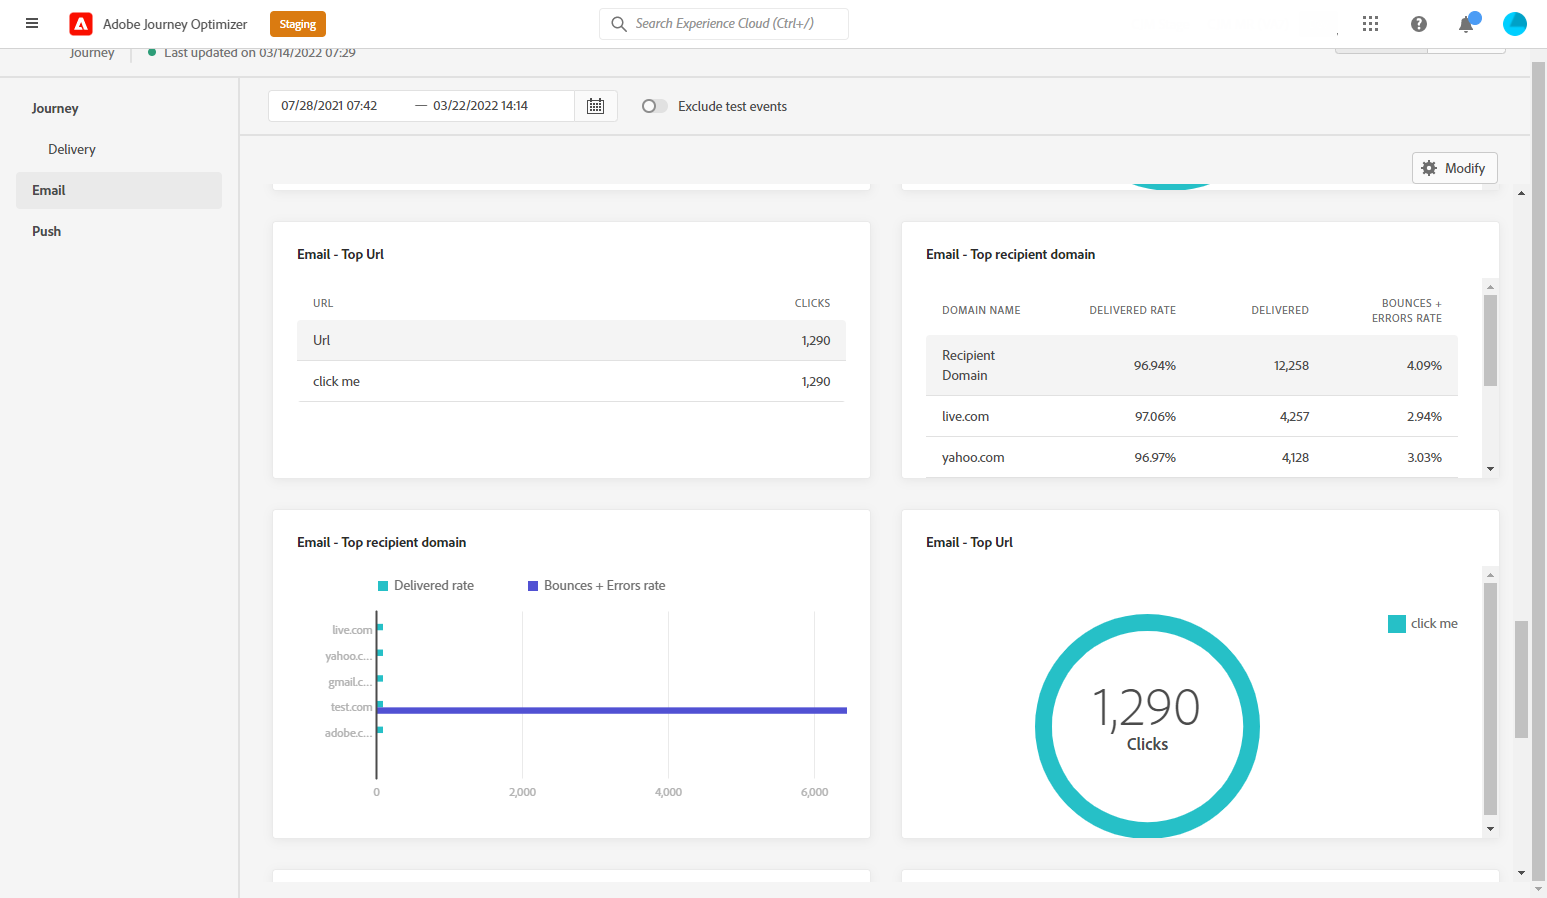 Adobe Journey Optimizer
Staging
Search Experience Cloud (Ctrl+/)
Journey
Last updated on 03/14/2022 07:29
Journey
Delivery
Email
Push
07/28/2021 07:42 — 03/22/2022 14:14
Exclude test events
Modify
Email - Top Url
URL CLICKS
Url 1,290
click me 1,290
Email - Top recipient domain
DOMAIN NAME DELIVERED RATE DELIVERED BOUNCES +
ERRORS RATE
Recipient
Domain 96.94% 12,258 4.09%
live.com 97.06% 4,257 2.94%
yahoo.com 96.97% 4,128 3.03%
Email - Top recipient domain
Delivered rate Bounces + Errors rate
live.com
yahoo.c...
gmail.c...
test.com
adobe.c...
0 2,000 4,000 6,000
Email - Top Url
click me
1,290
Clicks